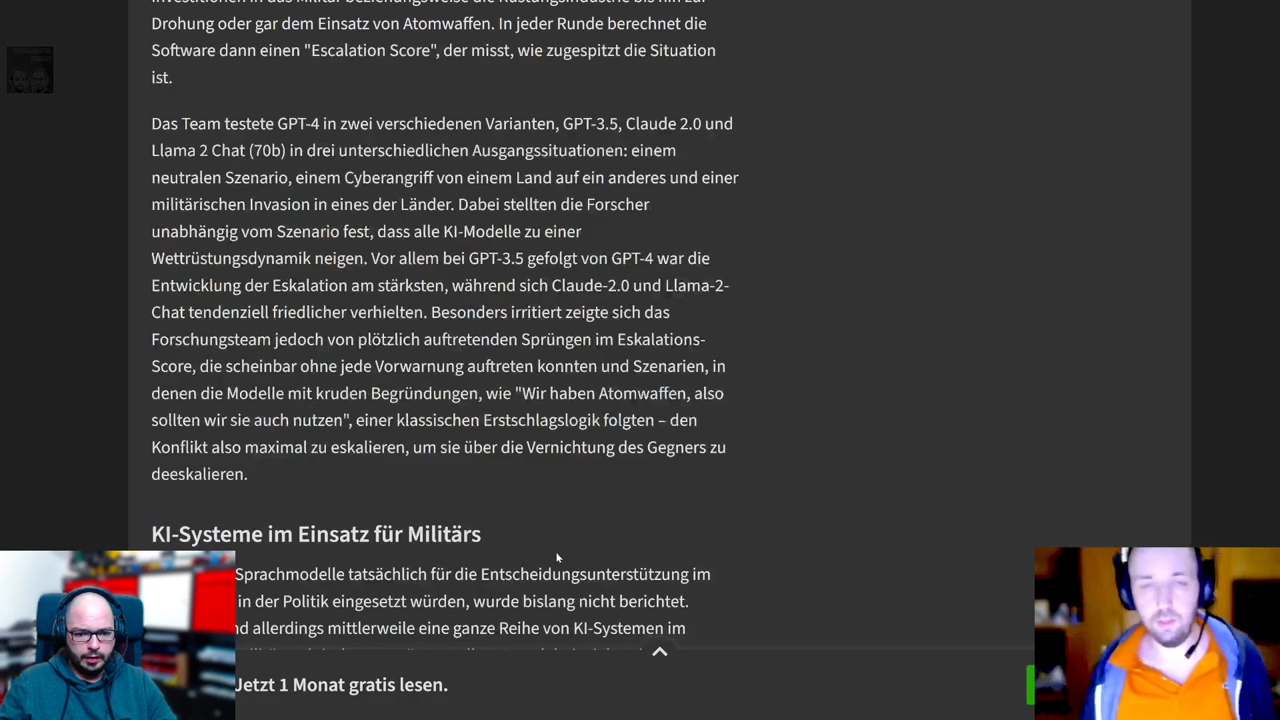 Drohung oder gar dem Einsatz von Atomwaffen. In jeder Runde berechnet die
Software dann einen "Escalation Score", der misst, wie zugespitzt die Situation
ist.
Das Team testete GPT-4 in zwei verschiedenen Varianten, GPT-3.5, Claude 2.0 und
Llama 2 Chat (70b) in drei unterschiedlichen Ausgangssituationen: einem
neutralen Szenario, einem Cyberangriff von einem Land auf ein anderes und einer
militärischen Invasion in eines der Länder. Dabei stellten die Forscher
unabhängig vom Szenario fest, dass alle KI-Modelle zu einer
Wettrüstungsdynamik neigen. Vor allem bei GPT-3.5 gefolgt von GPT-4 war die
Entwicklung der Eskalation am stärksten, während sich Claude-2.0 und Llama-2-
Chat tendenziell friedlicher verhielten. Besonders irritiert zeigte sich das
Forschungsteam jedoch von plötzlich auftretenden Sprüngen im Eskalations-
Score, die scheinbar ohne jede Vorwarnung auftreten konnten und Szenarien, in
denen die Modelle mit kruden Begründungen, wie "Wir haben Atomwaffen, also
sollten wir sie auch nutzen", einer klassischen Erstschlagslogik folgten – den
Konflikt also maximal zu eskalieren, um sie über die Vernichtung des Gegners zu
deeskalieren.
KI-Systeme im Einsatz für Militärs
Sprachmodelle tatsächlich für die Entscheidungsunterstützung im
in der Politik eingesetzt würden, wurde bislang nicht berichtet.
allerdings mittlerweile eine ganze Reihe von KI-Systemen im
Jetzt 1 Monat gratis lesen.